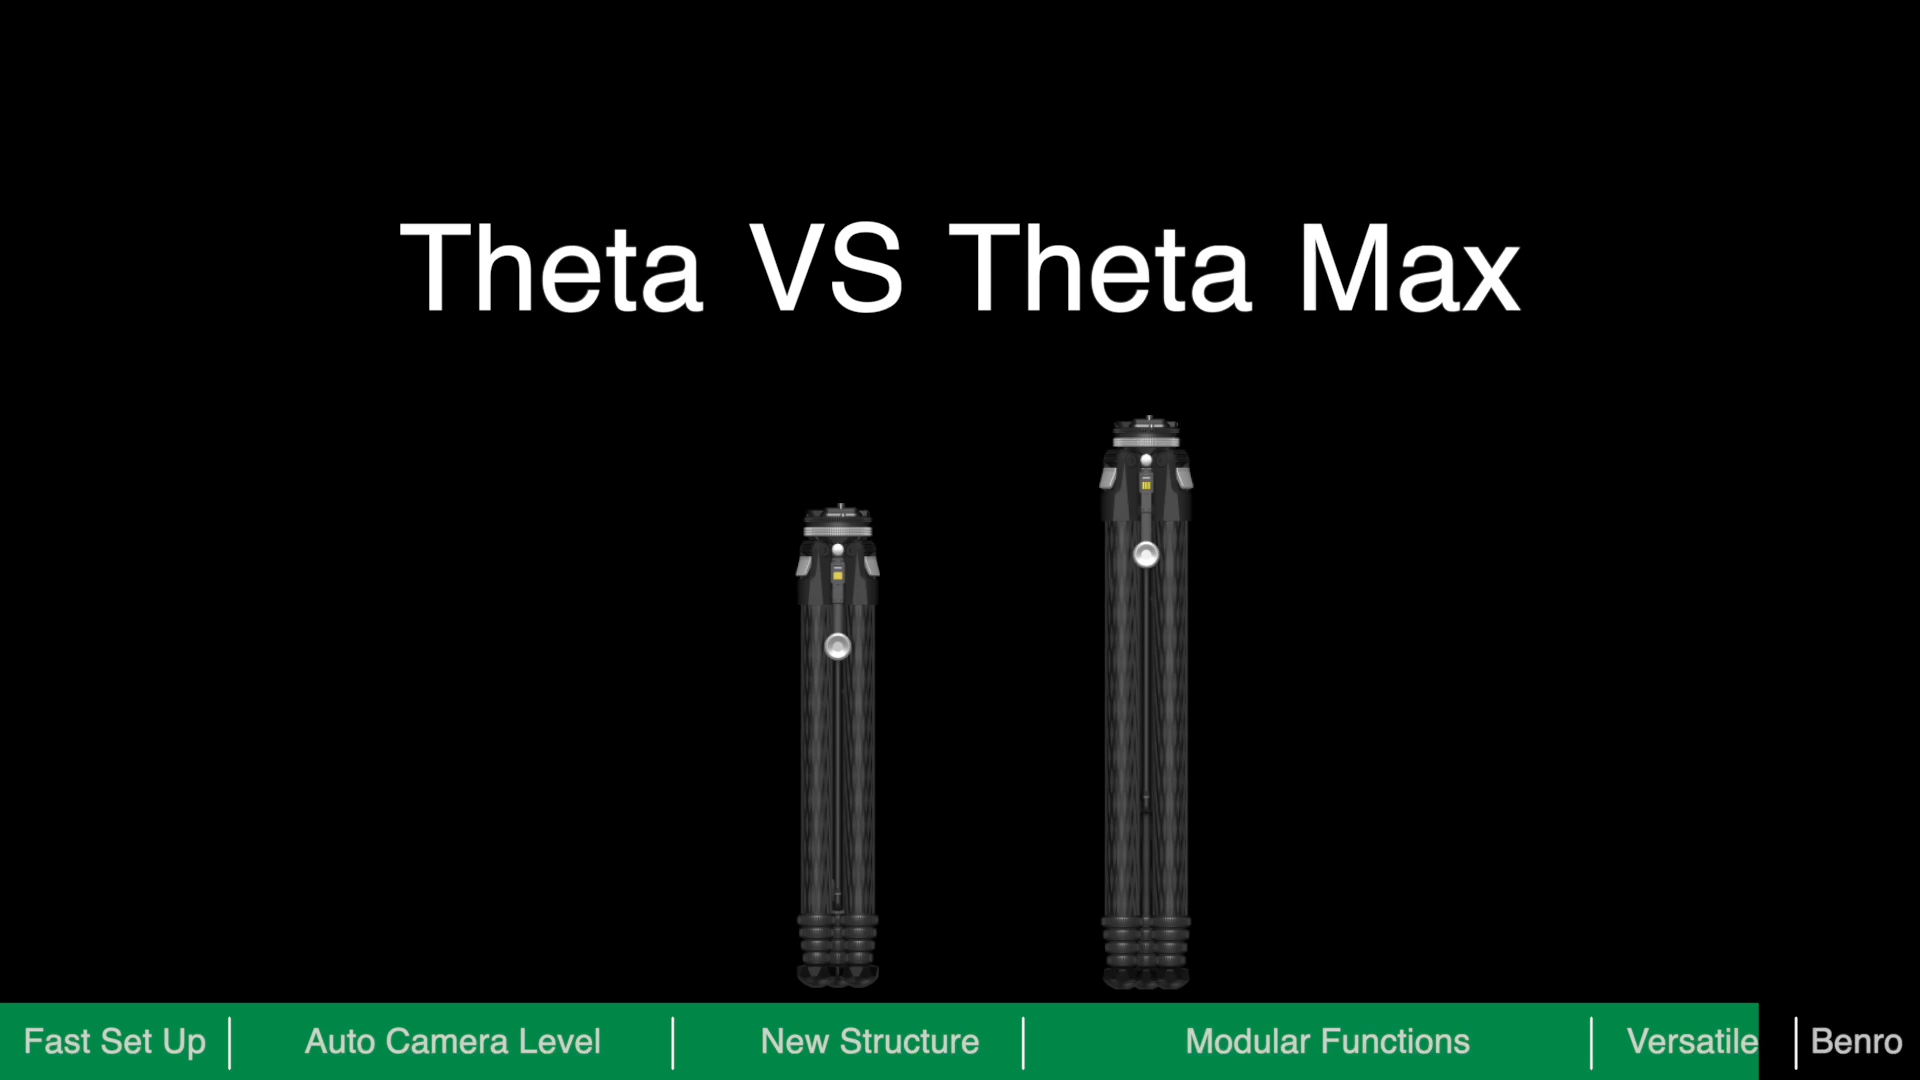 Theta VS Theta Max
Fast Set Up
Auto Camera Level
New Structure
Modular Functions
Versatile
Benro